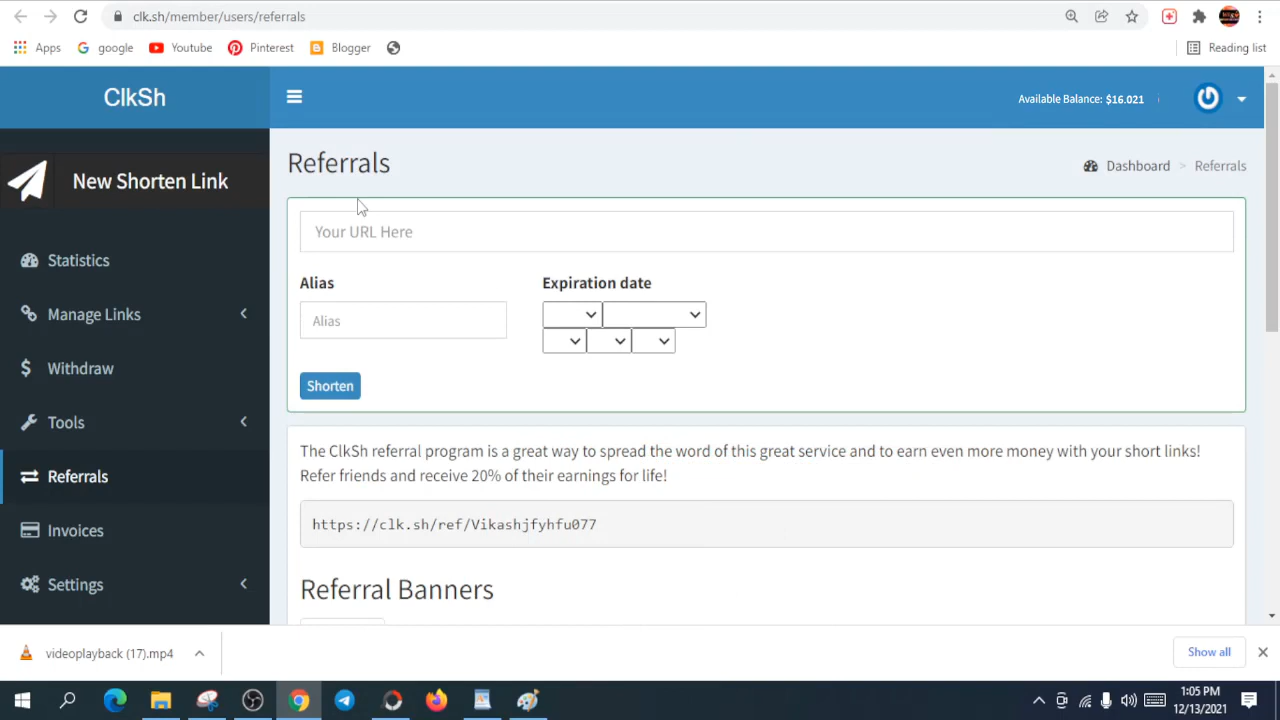 clk.sh/member/users/referrals
Apps google Youtube Pinterest Blogger Reading list
ClkSh
Available Balance: $16.021
New Shorten Link
Referrals
Dashboard > Referrals
Your URL Here
Statistics
Alias
Expiration date
Manage Links
Alias
Withdraw
Shorten
Tools
The ClkSh referral program is a great way to spread the word of this great service and to earn even more money with your short links!
Refer friends and receive 20% of their earnings for life!
Referrals
https://clk.sh/ref/Vikashjfyhfu077
Invoices
Referral Banners
Settings
videoplayback (17).mp4
Show all
1:05 PM
12/13/2021